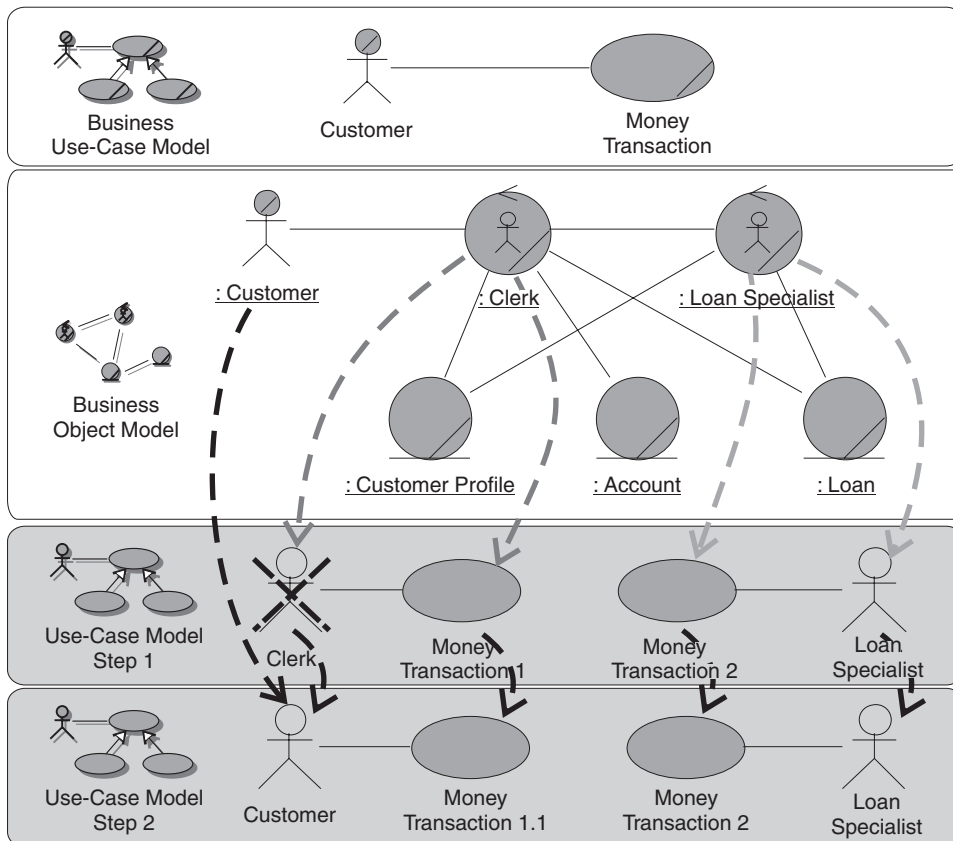 Business
Use-Case Model
Customer
Money
Transaction
: Customer
: Clerk
: Loan Specialist
Business
Object Model
: Customer Profile
: Account
: Loan
Use-Case Model
Step 1
Clerk
Money
Transaction 1
Money
Transaction 2
Loan
Specialist
Use-Case Model
Step 2
Customer
Money
Transaction 1.1
Money
Transaction 2
Loan
Specialist